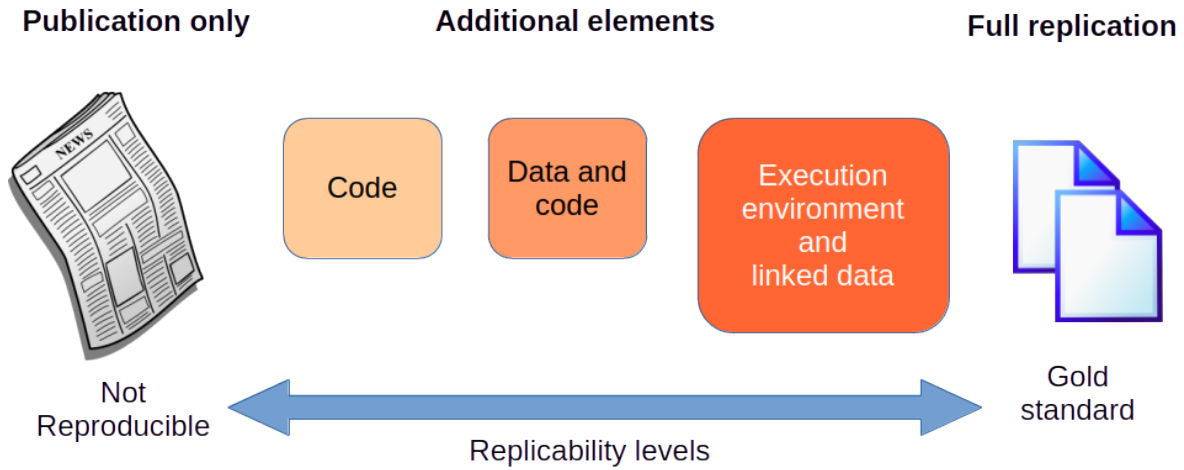 Publication only
Additional elements
Full replication
NEWS
Code
Data and
code
Execution
environment
and
linked data
Not
Reproducible
Gold
standard
Replicability levels